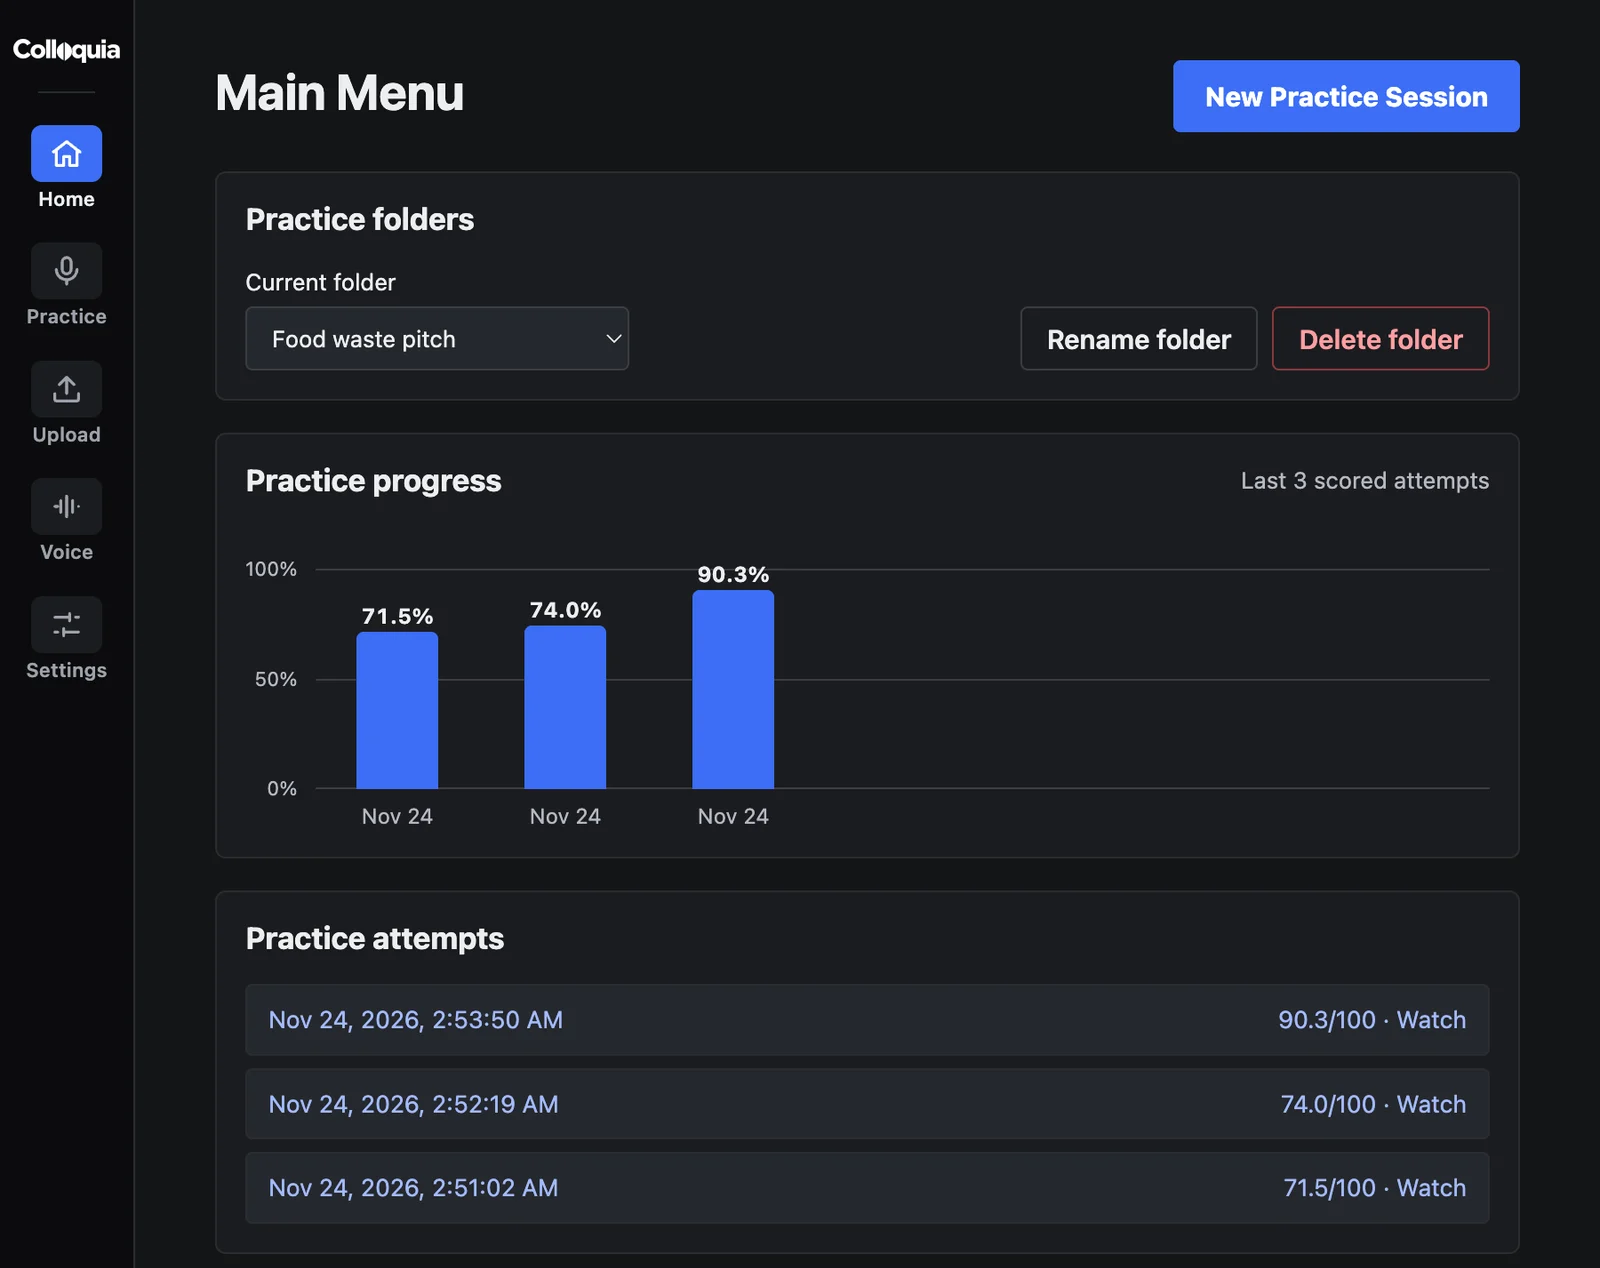 Colloquia
Home
Practice
Upload
Voice
Settings
Main Menu
New Practice Session
Practice folders
Current folder
Food waste pitch
Rename folder
Delete folder
Practice progress
Last 3 scored attempts
100%
50%
0%
71.5%
74.0%
90.3%
Nov 24
Nov 24
Nov 24
Practice attempts
Nov 24, 2026, 2:53:50 AM
90.3/100 · Watch
Nov 24, 2026, 2:52:19 AM
74.0/100 · Watch
Nov 24, 2026, 2:51:02 AM
71.5/100 · Watch